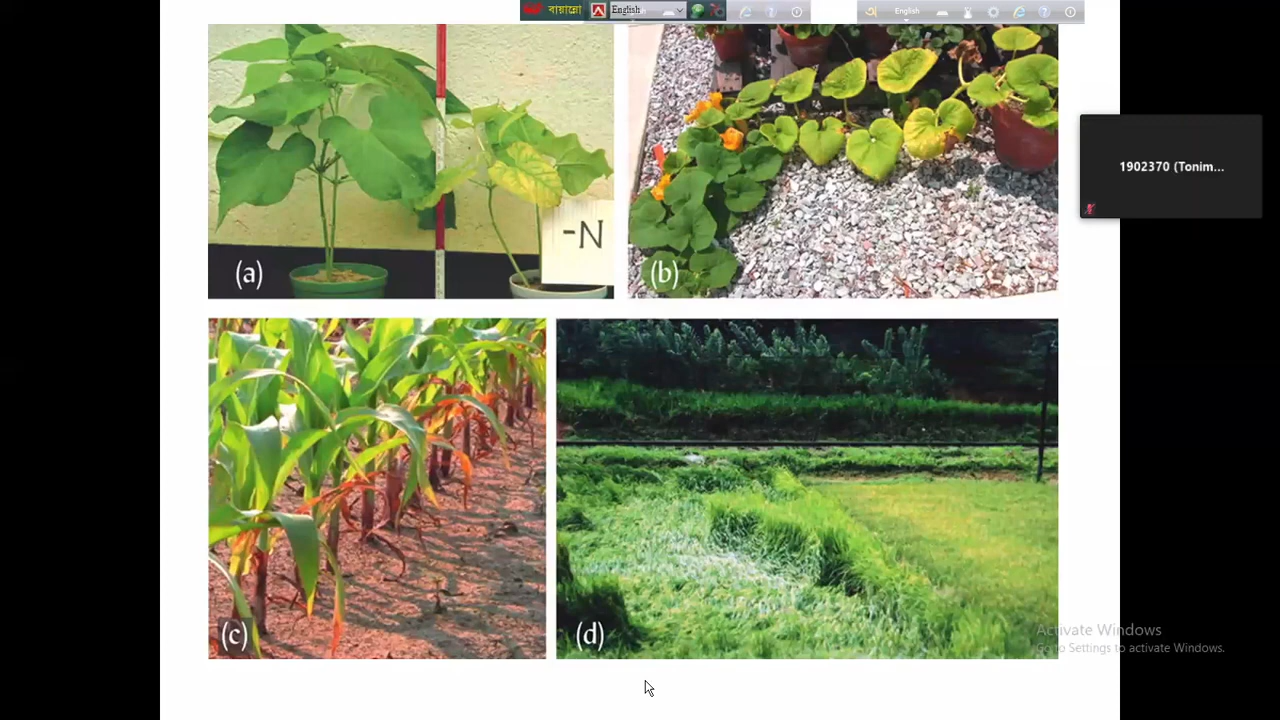 বায়ান্নো English
English
(a)
-N
(b)
1902370 (Tonim...
(c)
(d)
Activate Windows
Go to Settings to activate Windows.